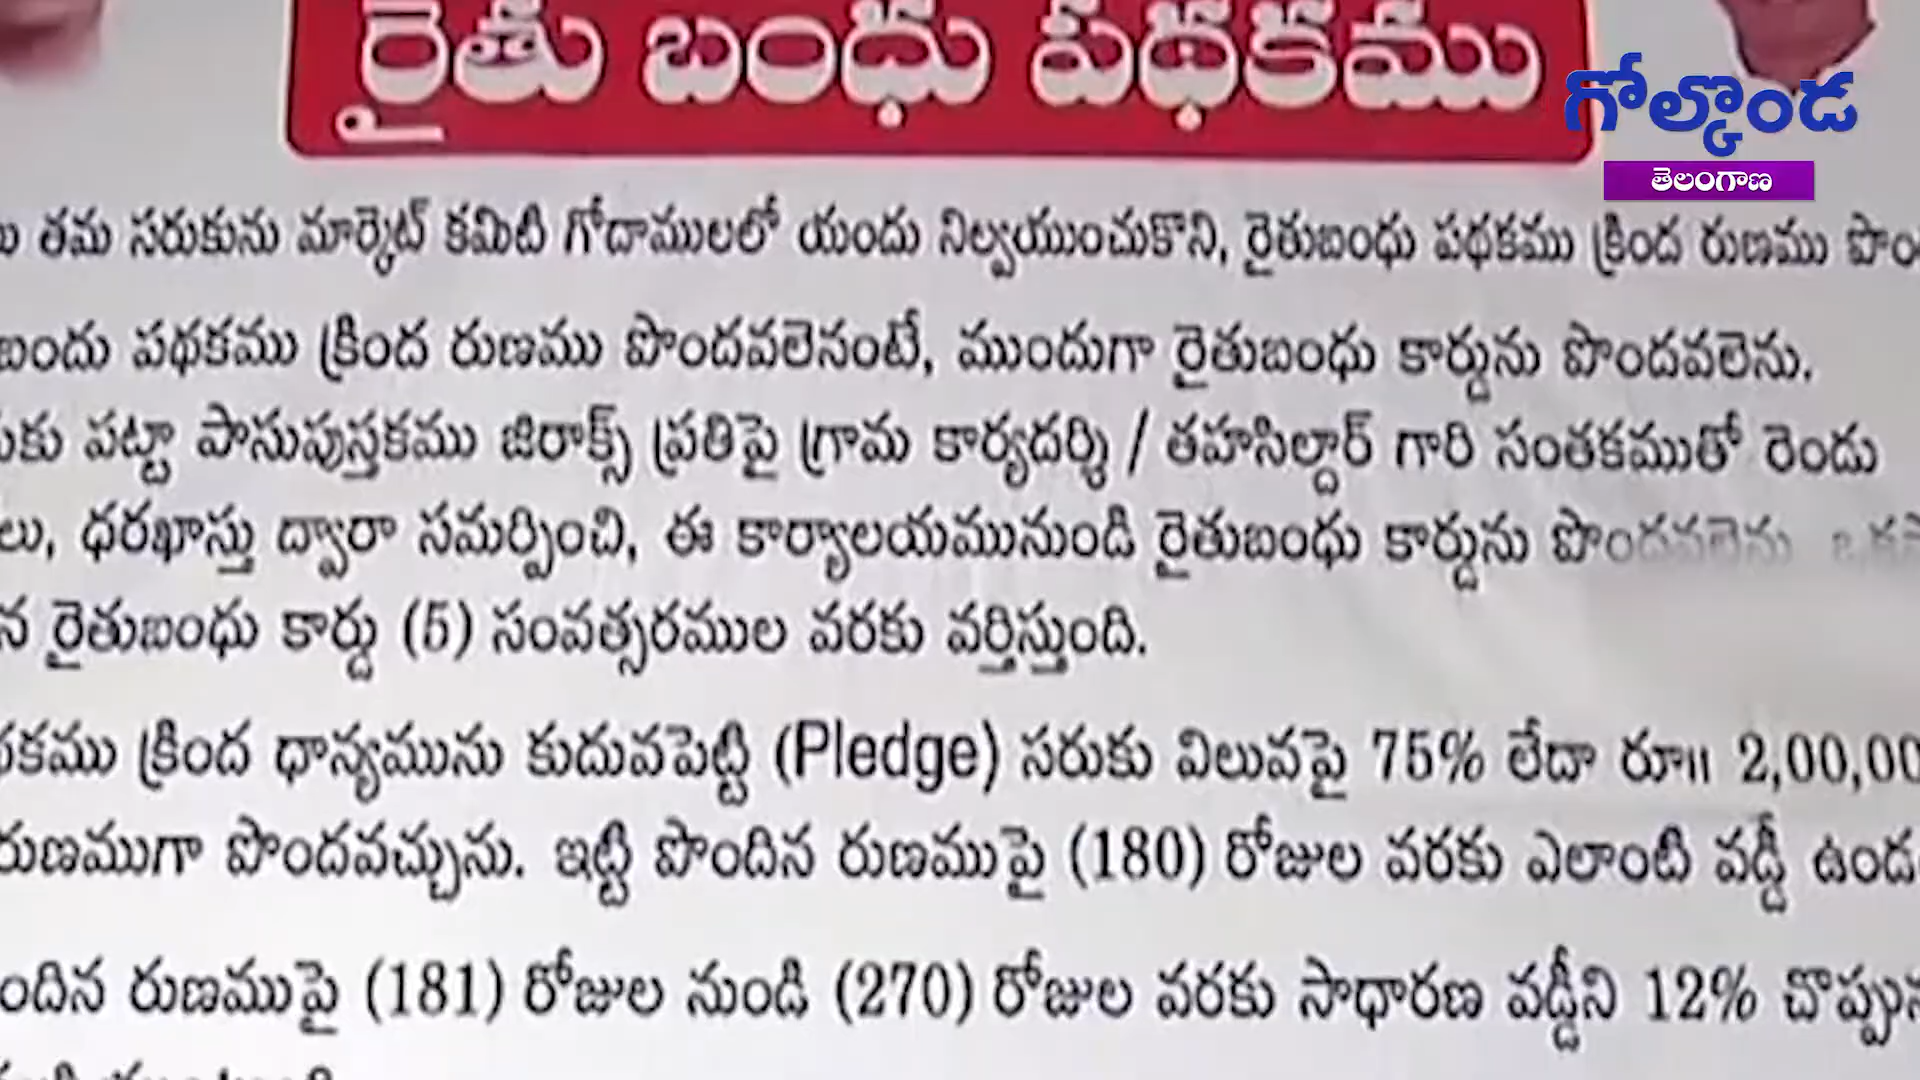 రైతు బంధు పథకము
గోల్కొండ
తెలంగాణ
తమ సరుకును మార్కెట్ కమిటీ గోదాములలో యందు నిల్వయుంచుకొని, రైతుబంధు పథకము క్రింద రుణము
పథకము క్రింద రుణము పొందవలెనంటే, ముందుగా రైతుబంధు కార్డును పొందవలెను.
పట్టా పాసుపుస్తకము జిరాక్స్ ప్రతిపై గ్రామ కార్యదర్శి / తహసిల్దార్ గారి సంతకముతో రెండు
ధరఖాస్తు ద్వారా సమర్పించి, ఈ కార్యాలయమునుండి రైతుబంధు కార్డును పొందవలెను
రైతుబంధు కార్డు (5) సంవత్సరముల వరకు వర్తిస్తుంది.
క్రింద ధాన్యమును కుదువపెట్టి (Pledge) సరుకు విలువపై 75% లేదా రూ॥ 2,00,00
రుణముగా పొందవచ్చును. ఇట్టి పొందిన రుణముపై (180) రోజుల వరకు ఎలాంటి వడ్డీ
రుణముపై (181) రోజుల నుండి (270) రోజుల వరకు సాధారణ వడ్డీని 12%